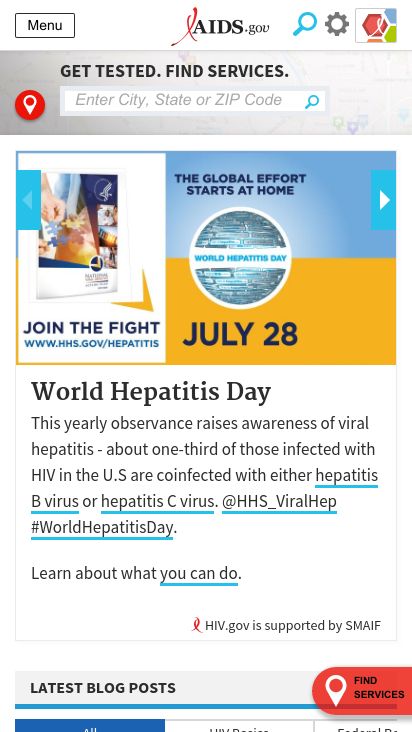 Menu
AIDS.gov
GET TESTED. FIND SERVICES.
Enter City, State or ZIP Code
THE GLOBAL EFFORT
STARTS AT HOME
WORLD HEPATITIS DAY
JOIN THE FIGHT
WWW.HHS.GOV/HEPATITIS
JULY 28
World Hepatitis Day
This yearly observance raises awareness of viral
hepatitis - about one-third of those infected with
HIV in the U.S are coinfected with either hepatitis
B virus or hepatitis C virus. @HHS_ViralHep
#WorldHepatitisDay.
Learn about what you can do.
HIV.gov is supported by SMAIF
FIND
SERVICES
LATEST BLOG POSTS
All
HIV Basics
Federal Re